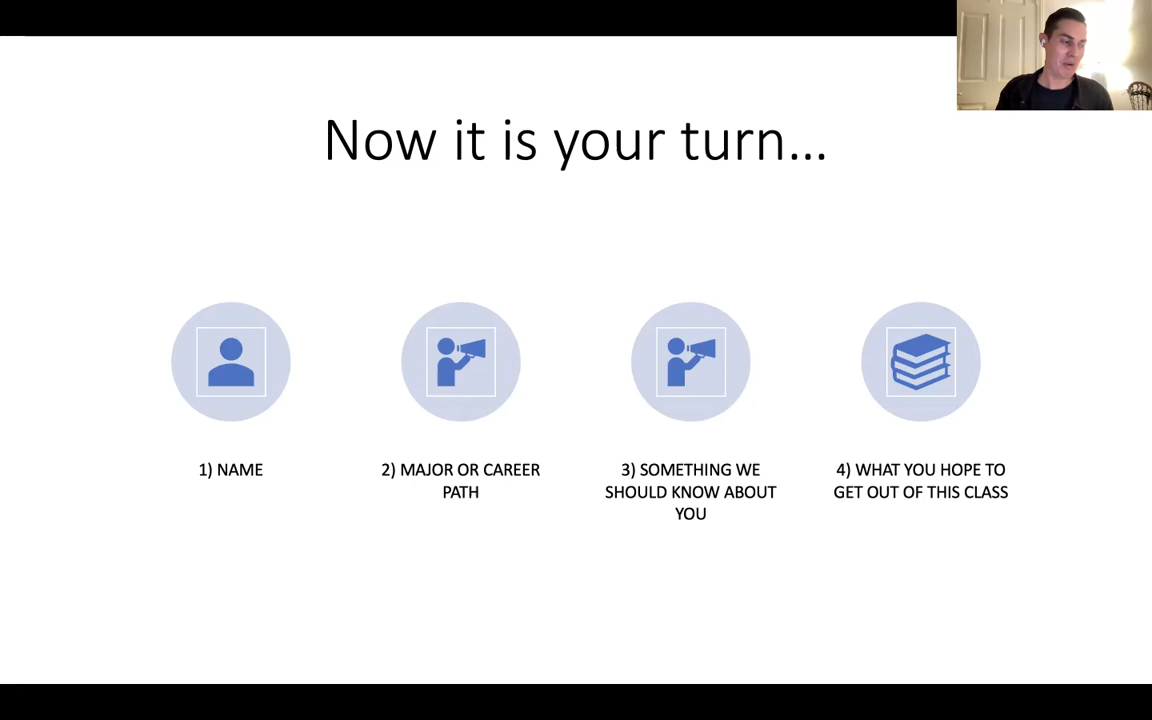 Now it is your turn...
1) NAME
2) MAJOR OR CAREER
PATH
3) SOMETHING WE
SHOULD KNOW ABOUT
YOU
4) WHAT YOU HOPE TO
GET OUT OF THIS CLASS